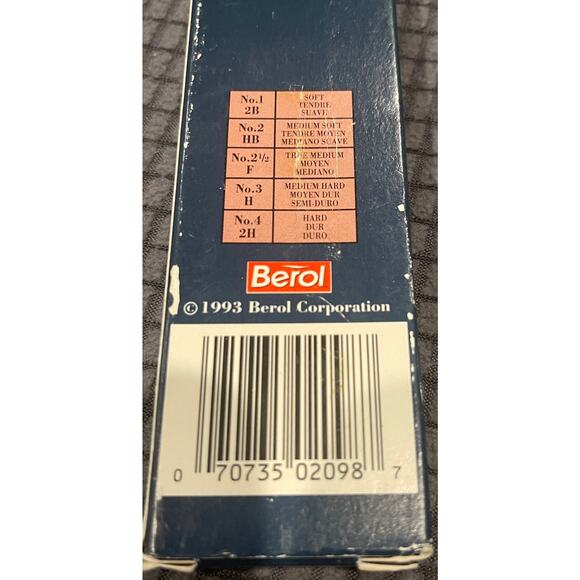 No.1
2B
SOFT
TENDRE
SUAVE
No.2
HB
MEDIUM SOFT
TENDRE MOYEN
MEDIANO SUAVE
No.2½
F
TRUE MEDIUM
MOYEN
MEDIANO
No.3
H
MEDIUM HARD
MOYEN DUR
SEMI-DURO
No.4
2H
HARD
DUR
DURO
Berol
© 1993 Berol Corporation
0 70735 02098 7